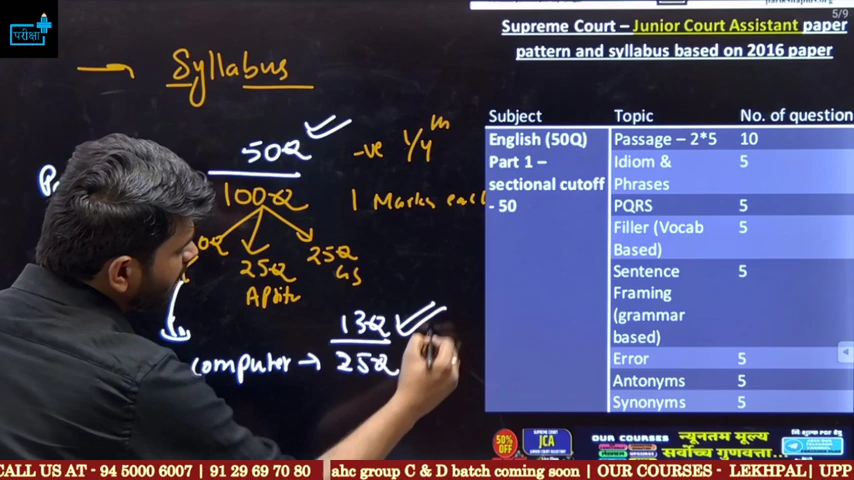 परीक्षा
5/9
Supreme Court – Junior Court Assistant paper
pattern and syllabus based on 2016 paper
→ Syllabus
50Q
-ve 1/4th
100Q
1 Marks each
25Q
Aptitu
25Q
GS
13Q
computer → 25Q
Subject Topic No. of question
English (50Q) Passage – 2*5 10
Part 1 – Idiom & 5
sectional cutoff Phrases
- 50 PQRS 5
Filler (Vocab 5
Based)
Sentence 5
Framing
(grammar
based)
Error 5
Antonyms 5
Synonyms 5
50%
OFF
SUPREME COURT
JCA
OUR COURSES
न्यूनतम मूल्य
सर्वोच्च गुणवत्ता...
CALL US AT - 94 5000 6007 | 91 29 69 70 80 | ahc group C & D batch coming soon | OUR COURSES - LEKHPAL| UPP